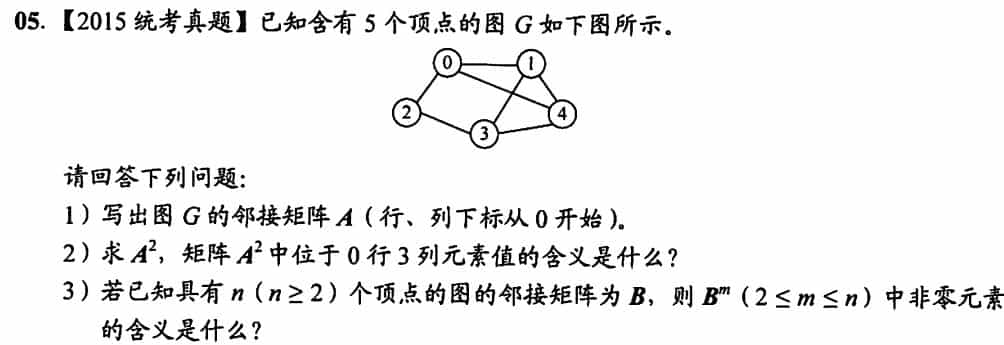 05.【2015 统考真题】已知含有 5 个顶点的图 G 如下图所示。
0
1
2
3
4
请回答下列问题:
1）写出图 G 的邻接矩阵 A（行、列下标从 0 开始）。
2）求 A²，矩阵 A² 中位于 0 行 3 列元素值的含义是什么？
3）若已知具有 n（n ≥ 2）个顶点的图的邻接矩阵为 B，则 Bᵐ（2 ≤ m ≤ n）中非零元素
的含义是什么？